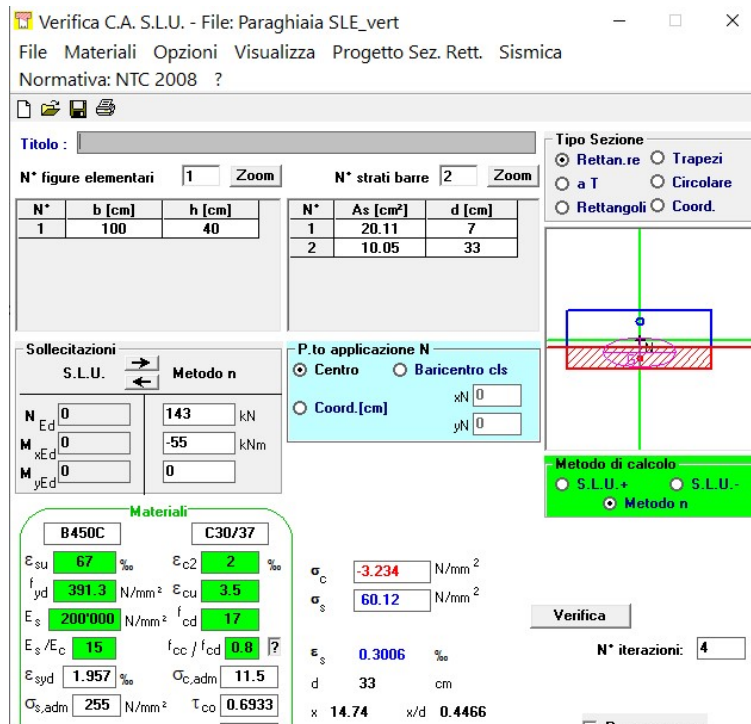 Verifica C.A. S.L.U. - File: Paraghiaia SLE_vert
File Materiali Opzioni Visualizza Progetto Sez. Rett. Sismica
Normativa: NTC 2008 ?
Titolo :
N° figure elementari 1 Zoom
N° strati barre 2 Zoom
N° b [cm] h [cm]
1 100 40
N° As [cm²] d [cm]
1 20.11 7
2 10.05 33
Tipo Sezione
Rettan.re Trapezi
a T Circolare
Rettangoli Coord.
N
Sollecitazioni
S.L.U. Metodo n
N Ed 0 143 kN
M xEd 0 -55 kNm
M yEd 0 0
P.to applicazione N
Centro Baricentro cls
Coord.[cm] xN 0
yN 0
Metodo di calcolo
S.L.U.+ S.L.U.-
Metodo n
Materiali
B450C C30/37
εsu 67 ‰ εc2 2 ‰
fyd 391.3 N/mm² εcu 3.5
Es 200'000 N/mm² fcd 17
Es/Ec 15 fcc / fcd 0.8 ?
εsyd 1.957 ‰ σc,adm 11.5
σs,adm 255 N/mm² τco 0.6933
σc -3.234 N/mm²
σs 60.12 N/mm²
εs 0.3006 ‰
d 33 cm
x 14.74 x/d 0.4466
Verifica
N° iterazioni: 4